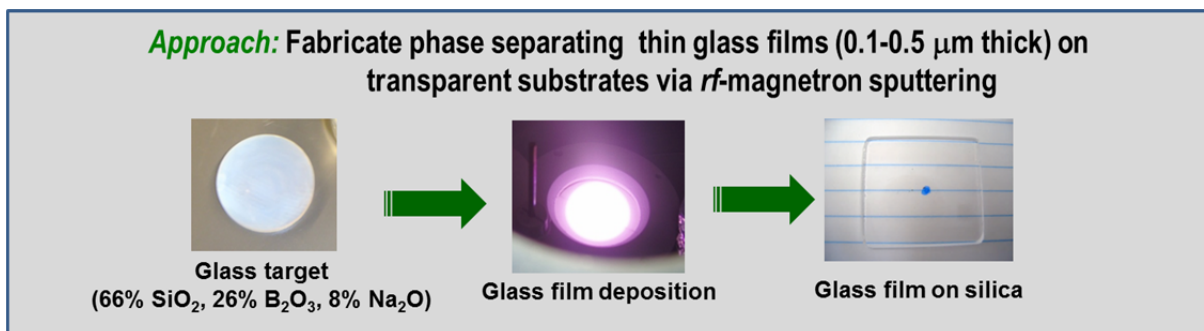 Approach: Fabricate phase separating thin glass films (0.1-0.5 μm thick) on
transparent substrates via rf-magnetron sputtering
Glass target
(66% SiO₂, 26% B₂O₃, 8% Na₂O)
Glass film deposition
Glass film on silica